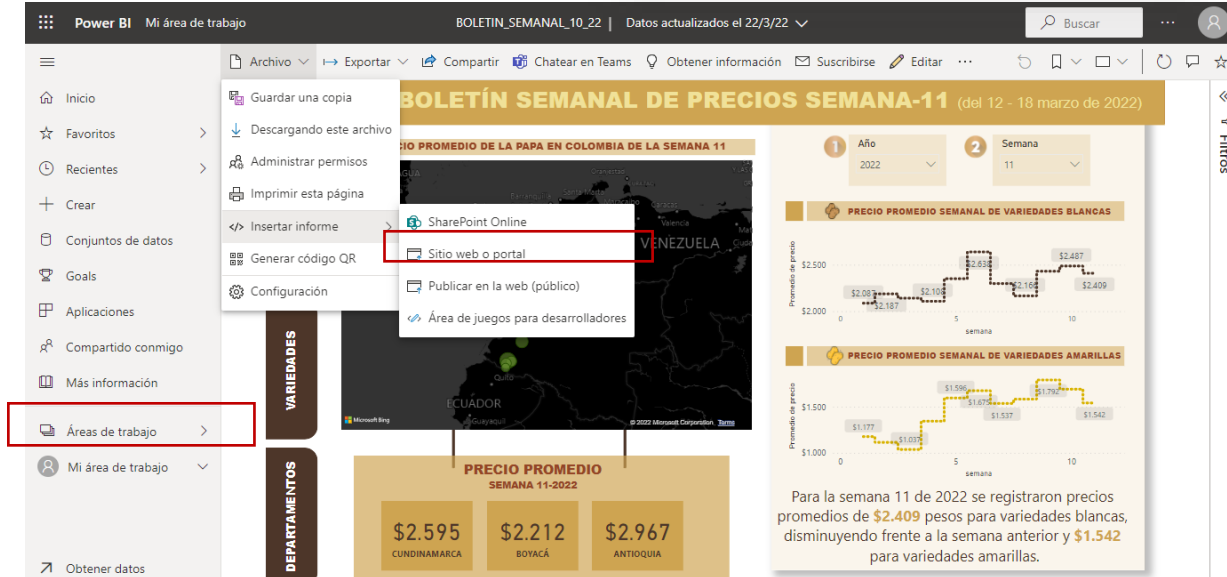 Power BI Mi área de trabajo
BOLETIN_SEMANAL_10_22 | Datos actualizados el 22/3/22
Buscar
Archivo
Exportar
Compartir
Chatear en Teams
Obtener información
Suscribirse
Editar
Inicio
Favoritos
Recientes
Crear
Conjuntos de datos
Goals
Aplicaciones
Compartido conmigo
Más información
Áreas de trabajo
Mi área de trabajo
Obtener datos
Guardar una copia
Descargando este archivo
Administrar permisos
Imprimir esta página
Insertar informe
Generar código QR
Configuración
SharePoint Online
Sitio web o portal
Publicar en la web (público)
Área de juegos para desarrolladores
BOLETÍN SEMANAL DE PRECIOS SEMANA-11 (del 12 - 18 marzo de 2022)
IO PROMEDIO DE LA PAPA EN COLOMBIA DE LA SEMANA 11
Barranquilla
Santa Marta
Maracaibo
Caracas
Valencia
VENEZUELA
Quito
ECUADOR
Guayaquil
Microsoft Bing
© 2022 Microsoft Corporation Terms
VARIEDADES
DEPARTAMENTOS
PRECIO PROMEDIO
SEMANA 11-2022
$2.595
CUNDINAMARCA
$2.212
BOYACÁ
$2.967
ANTIOQUIA
1
Año
2022
2
Semana
11
Filtros
PRECIO PROMEDIO SEMANAL DE VARIEDADES BLANCAS
Promedio de precio
$2.500
$2.000
$2.087
$2.187
$2.108
$2.638
$2.166
$2.487
$2.409
0
5
10
semana
PRECIO PROMEDIO SEMANAL DE VARIEDADES AMARILLAS
Promedio de precio
$1.500
$1.000
$1.177
$1.037
$1.596
$1.675
$1.537
$1.792
$1.542
0
5
10
semana
Para la semana 11 de 2022 se registraron precios
promedios de $2.409 pesos para variedades blancas,
disminuyendo frente a la semana anterior y $1.542
para variedades amarillas.